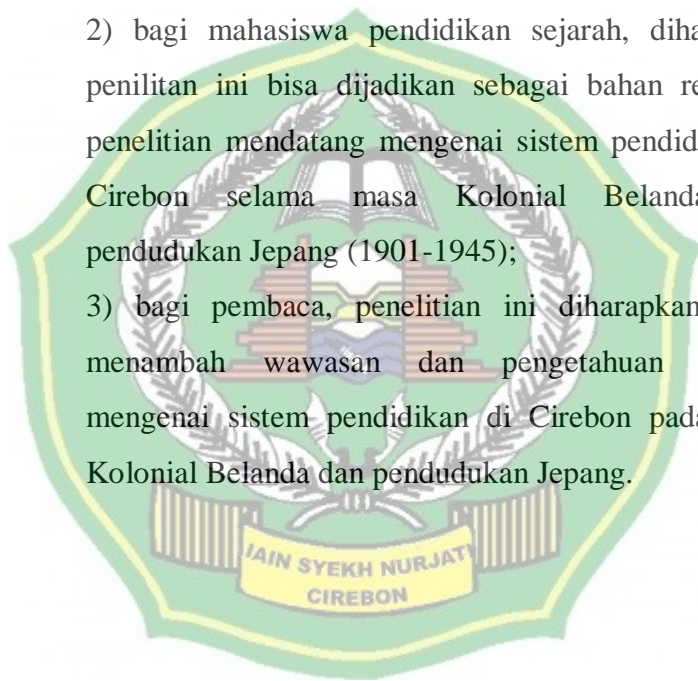 2) bagi mahasiswa pendidikan sejarah, diha
penilitan ini bisa dijadikan sebagai bahan re
penelitian mendatang mengenai sistem pendid
Cirebon selama masa Kolonial Belanda
pendudukan Jepang (1901-1945);
3) bagi pembaca, penelitian ini diharapkan
menambah wawasan dan pengetahuan
mengenai sistem pendidikan di Cirebon pada
Kolonial Belanda dan pendudukan Jepang.
IAIN SYEKH NURJATI
CIREBON